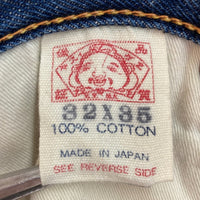 32X35
100% COTTON
MADE IN JAPAN
SEE REVERSE SIDE